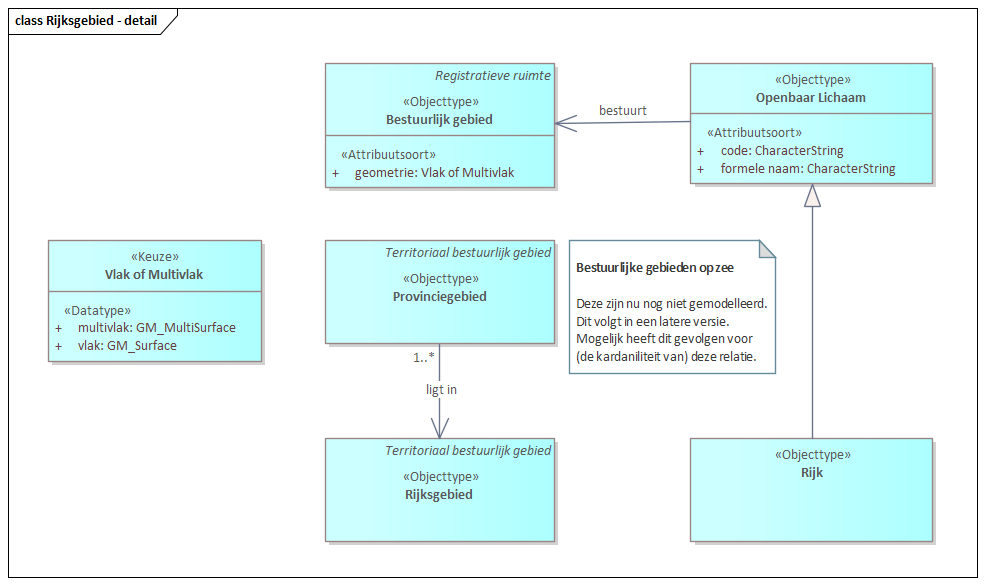 class Rijksgebied - detail
Registratieve ruimte
«Objecttype»
Bestuurlijk gebied
«Attribuutsoort»
+ geometrie: Vlak of Multivlak
bestuurt
«Objecttype»
Openbaar Lichaam
«Attribuutsoort»
+ code: CharacterString
+ formele naam: CharacterString
«Keuze»
Vlak of Multivlak
«Datatype»
+ multivlak: GM_MultiSurface
+ vlak: GM_Surface
Territoriaal bestuurlijk gebied
«Objecttype»
Provinciegebied
Bestuurlijke gebieden op zee
Deze zijn nu nog niet gemodelleerd.
Dit volgt in een latere versie.
Mogelijk heeft dit gevolgen voor
(de kardaniliteit van) deze relatie.
1..*
ligt in
Territoriaal bestuurlijk gebied
«Objecttype»
Rijksgebied
«Objecttype»
Rijk